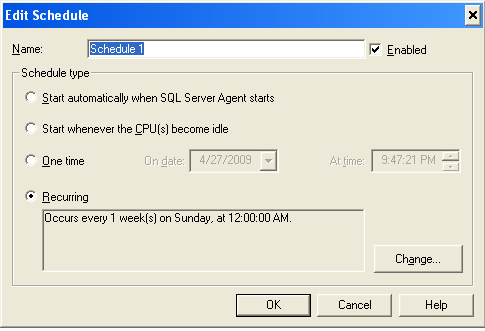 Edit Schedule
Name: Schedule 1 Enabled
Schedule type
Start automatically when SQL Server Agent starts
Start whenever the CPU(s) become idle
One time On date: 4/27/2009 At time: 9:47:21 PM
Recurring
Occurs every 1 week(s) on Sunday, at 12:00:00 AM.
Change...
OK Cancel Help